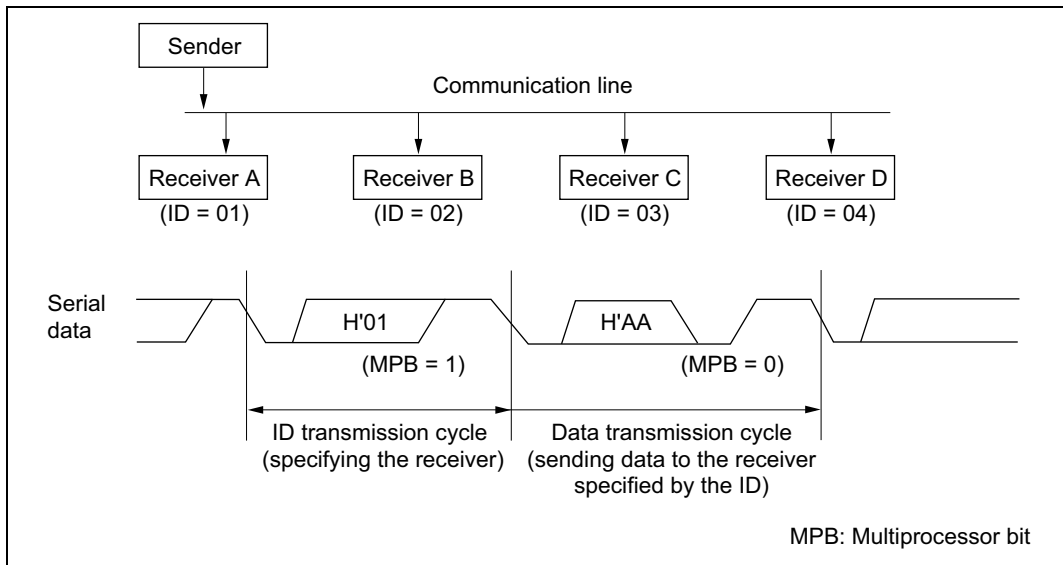 Sender
Communication line
Receiver A
Receiver B
Receiver C
Receiver D
(ID = 01)
(ID = 02)
(ID = 03)
(ID = 04)
Serial
data
H'01
H'AA
(MPB = 1)
(MPB = 0)
ID transmission cycle
(specifying the receiver)
Data transmission cycle
(sending data to the receiver
specified by the ID)
MPB: Multiprocessor bit